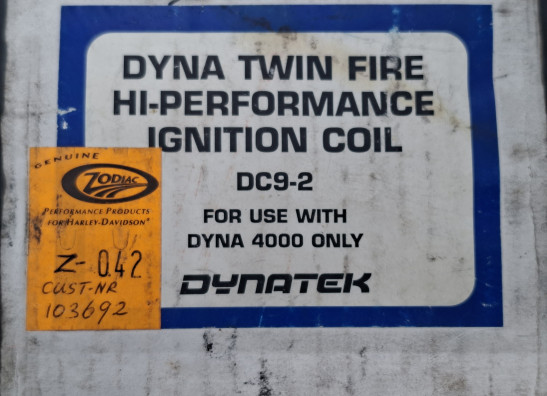 DYNA TWIN FIRE
HI-PERFORMANCE
IGNITION COIL
DC9-2
FOR USE WITH
DYNA 4000 ONLY
DYNATEK
GENUINE
ZODIAC
PERFORMANCE PRODUCTS
FOR HARLEY-DAVIDSON®
Z-042
CUST-NR
103692